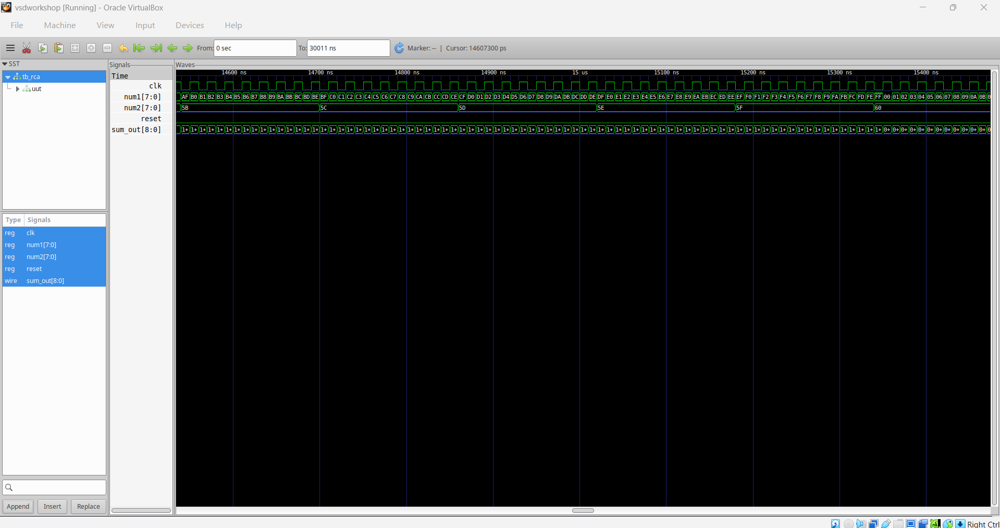 vsdworkshop [Running] - Oracle VirtualBox
File Machine View Input Devices Help
From: 0 sec To: 30011 ns Marker: -- | Cursor: 14607300 ps
SST
tb_rca
uut
Type Signals
reg clk
reg num1[7:0]
reg num2[7:0]
reg reset
wire sum_out[8:0]
Append Insert Replace
Signals
Time
clk
num1[7:0]
num2[7:0]
reset
sum_out[8:0]
Waves
14600 ns 14700 ns 14800 ns 14900 ns 15 us 15100 ns 15200 ns 15300 ns 15400 ns
AF B0 B1 B2 B3 B4 B5 B6 B7 B8 B9 BA BB BC BD BE BF C0 C1 C2 C3 C4 C5 C6 C7 C8 C9 CA CB CC CD CE CF D0 D1 D2 D3 D4 D5 D6 D7 D8 D9 DA DB DC DD DE DF E0 E1 E2 E3 E4 E5 E6 E7 E8 E9 EA EB EC ED EE EF F0 F1 F2 F3 F4 F5 F6 F7 F8 F9 FA FB FC FD FE FF 00 01 02 03 04 05 06 07 08 09 0A 0B 0
5B 5C 5D 5E 5F 60
1+ 1+ 1+ 1+ 1+ 1+ 1+ 1+ 1+ 1+ 1+ 1+ 1+ 1+ 1+ 1+ 1+ 1+ 1+ 1+ 1+ 1+ 1+ 1+ 1+ 1+ 1+ 1+ 1+ 1+ 1+ 1+ 1+ 1+ 1+ 1+ 1+ 1+ 1+ 1+ 1+ 1+ 1+ 1+ 1+ 1+ 1+ 1+ 1+ 1+ 1+ 1+ 1+ 1+ 1+ 1+ 1+ 1+ 1+ 1+ 1+ 1+ 1+ 1+ 1+ 1+ 1+ 1+ 1+ 1+ 1+ 1+ 1+ 1+ 1+ 1+ 1+ 1+ 1+ 1+ 1+ 0+ 0+ 0+ 0+ 0+ 0+ 0+ 0+ 0+ 0+ 0+ 0+ 0
Right Ctrl